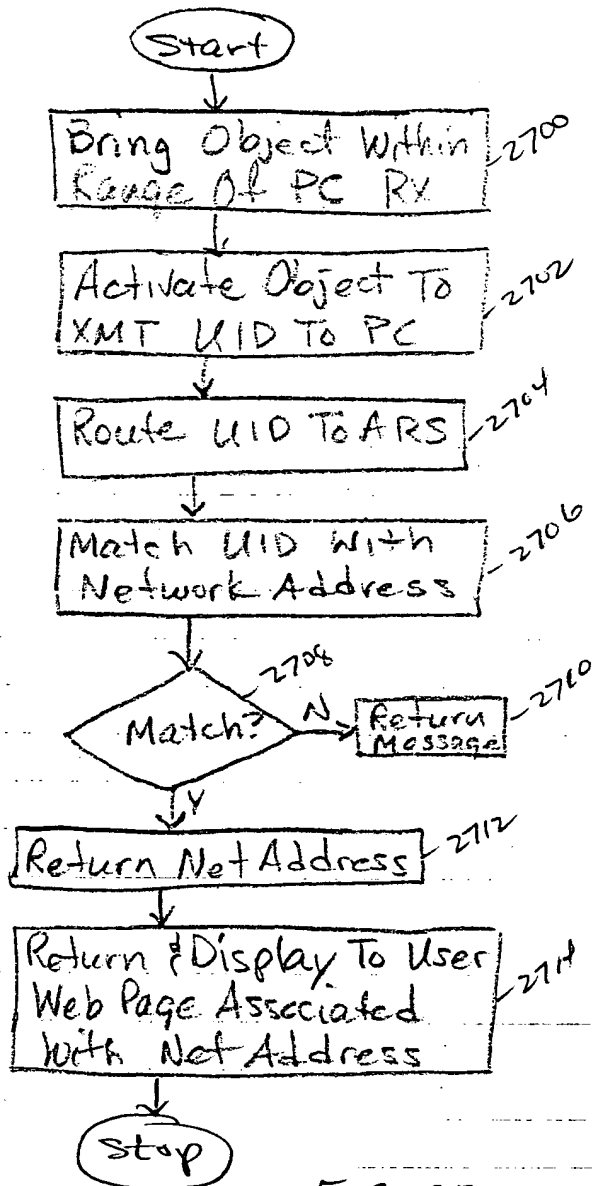 Start
Bring Object Within
Range Of PC RX
2700
Activate Object To
XMT UID To PC
2702
Route UID To ARS
2704
Match UID With
Network Address
2706
2708
Match?
N
Return
Message
2710
Y
Return Net Address
2712
Return & Display To User
Web Page Associated
With Net Address
2714
Stop